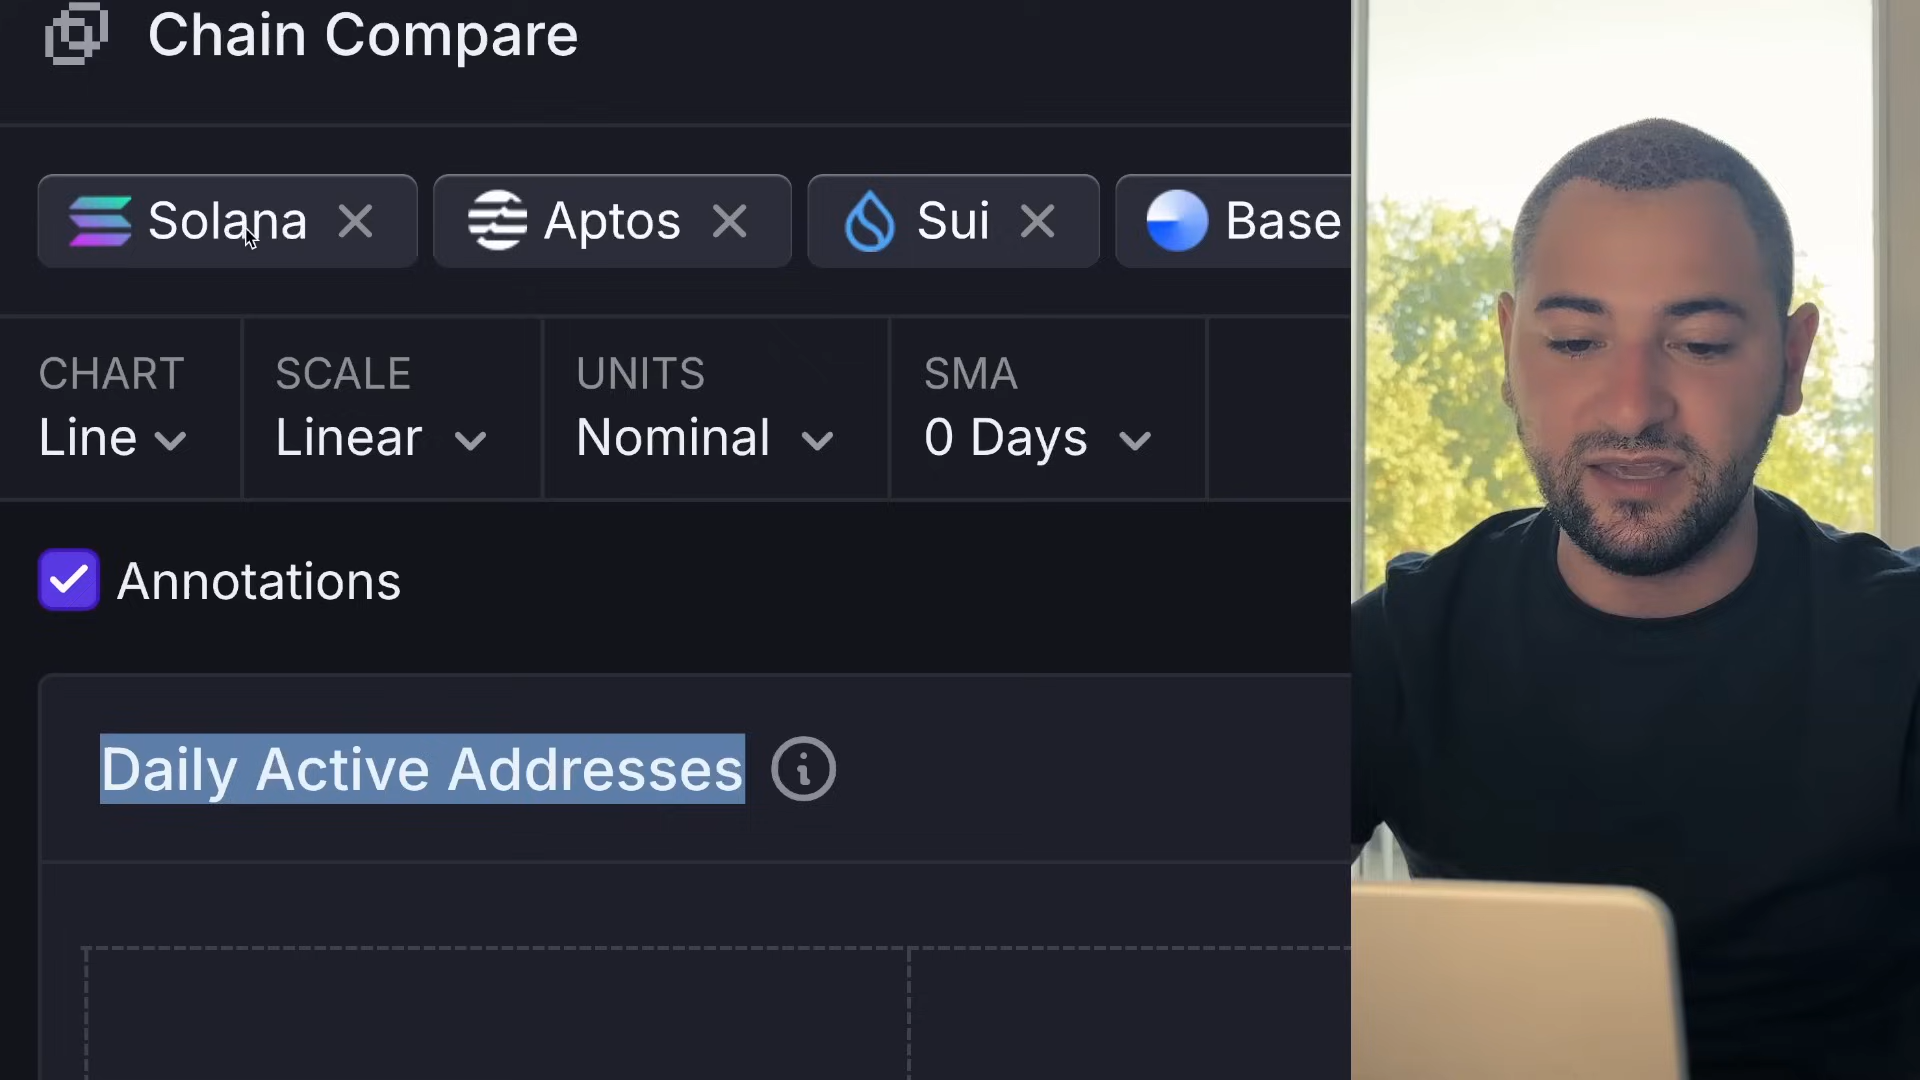 Chain Compare
Solana
Aptos
Sui
Base
CHART
SCALE
UNITS
SMA
Line
Linear
Nominal
0 Days
Annotations
Daily Active Addresses